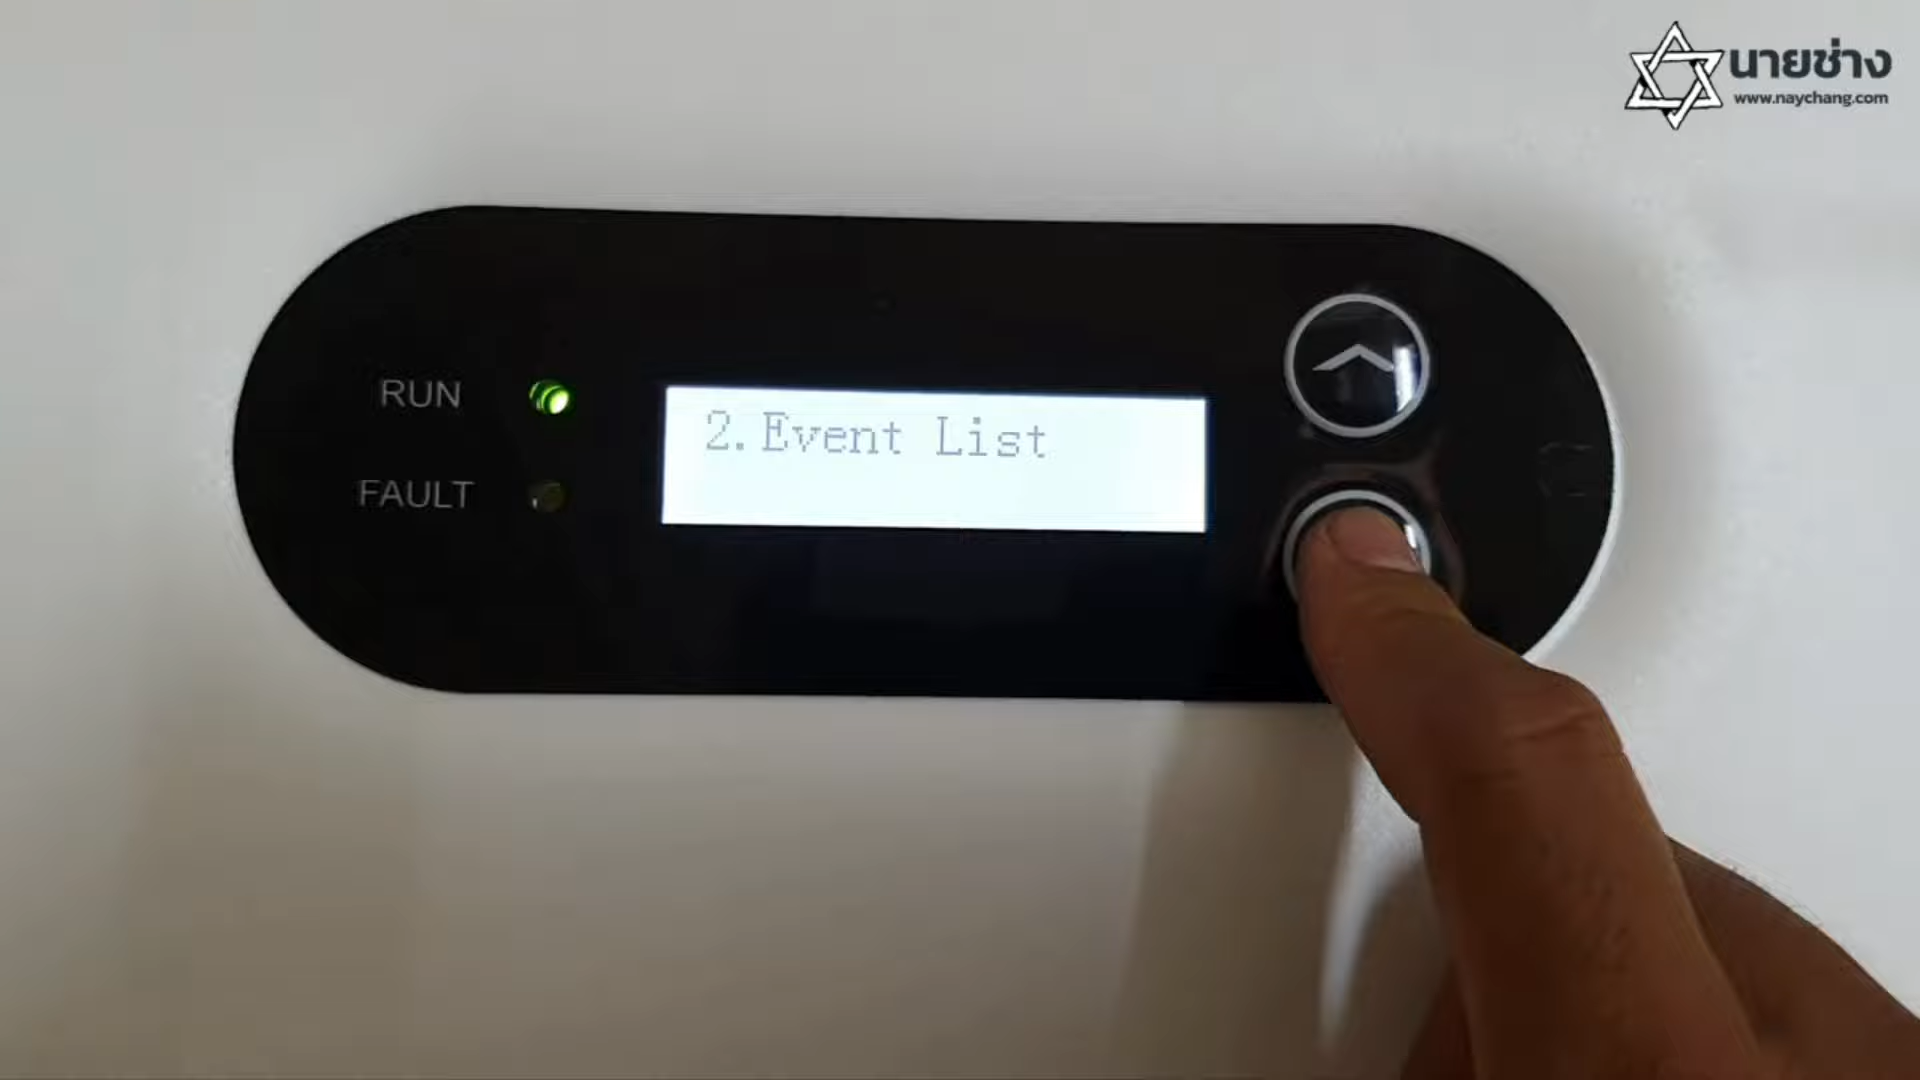 นายช่าง
www.naychang.com
RUN
FAULT
2.Event List